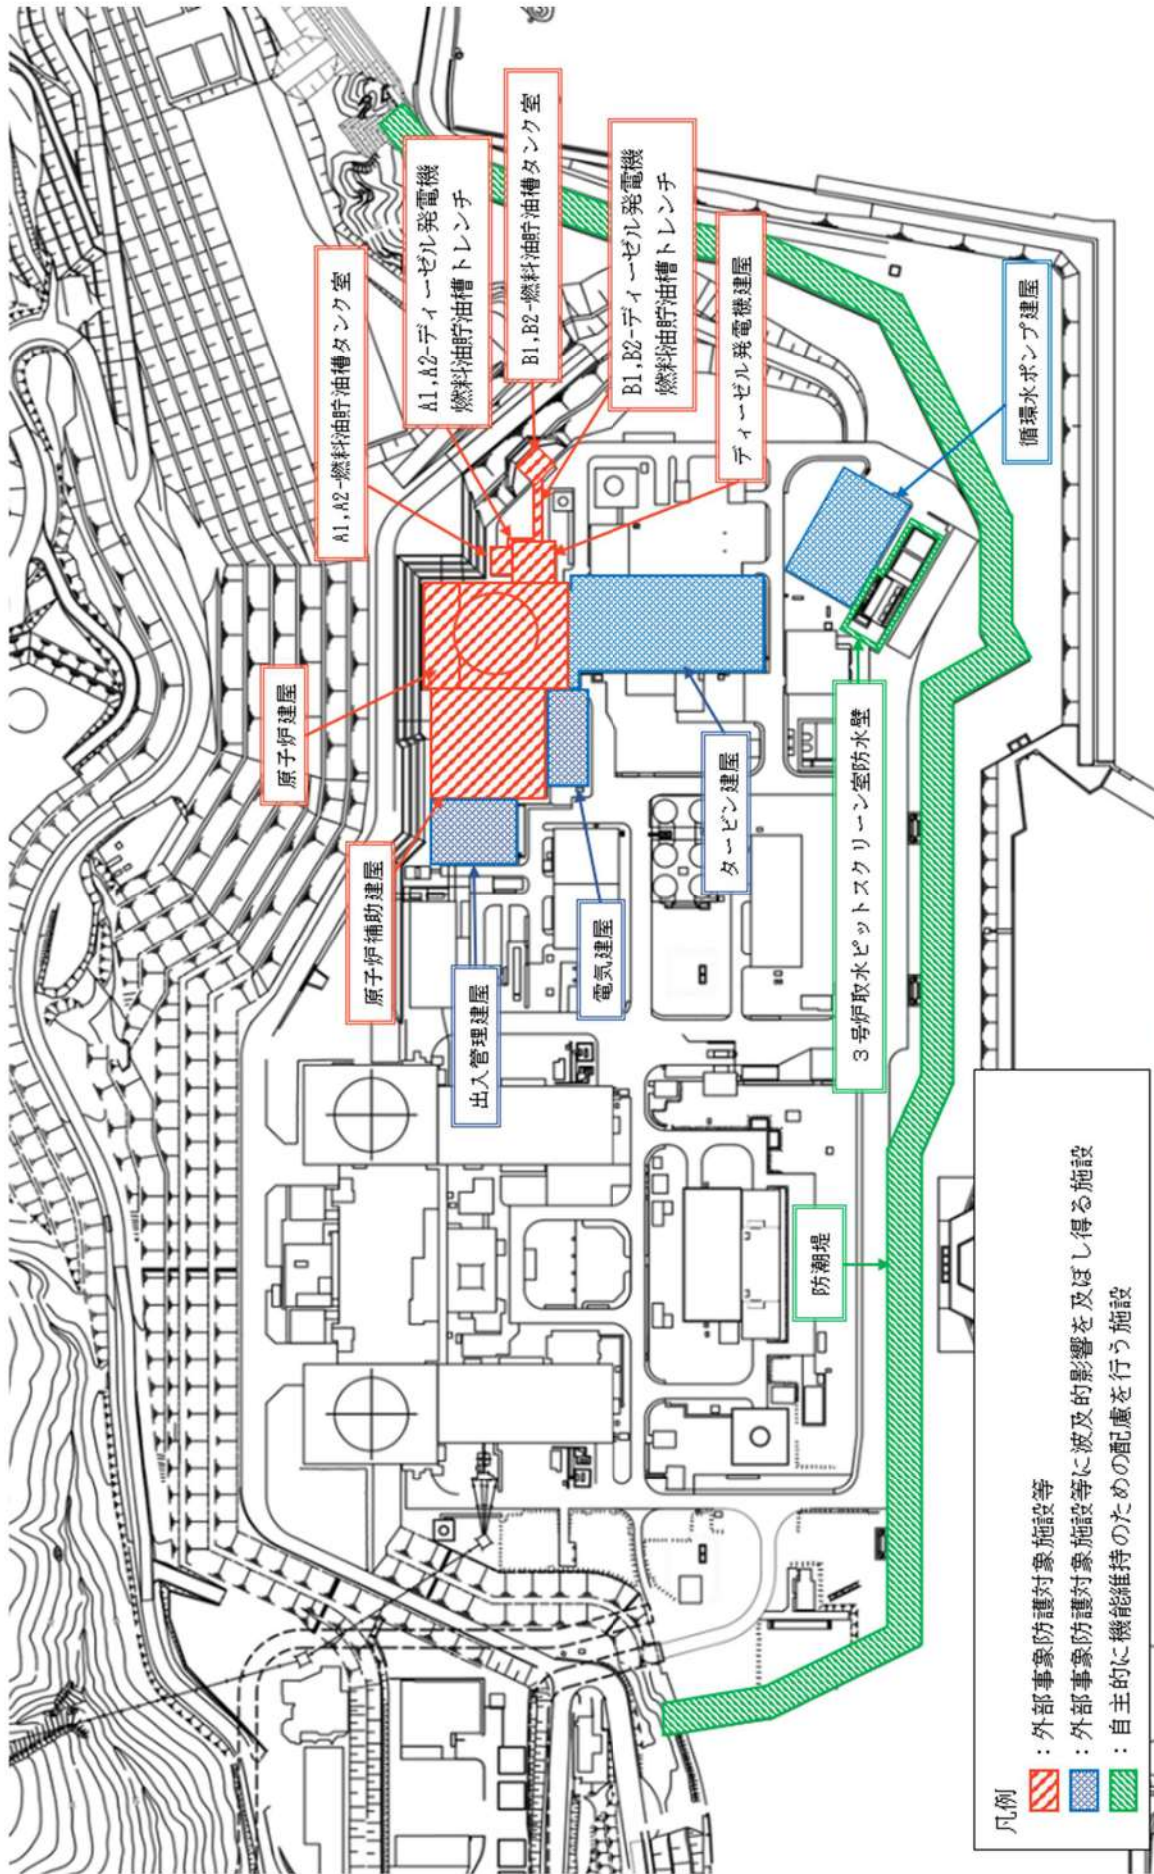 原子炉建屋
A1,A2-燃料油貯油槽タンク室
A1,A2-ディーゼル発電機
燃料油貯油槽トレンチ
B1,B2-燃料油貯油槽タンク室
B1,B2-ディーゼル発電機
燃料油貯油槽トレンチ
ディーゼル発電機建屋
原子炉補助建屋
出入管理建屋
電気建屋
タービン建屋
循環水ポンプ建屋
3号炉取水ピットスクリーン室防水壁
防潮堤
凡例
:外部事象防護対象施設等
:外部事象防護対象施設等に波及的影響を及ぼし得る施設
:自主的に機能維持のための配慮を行う施設